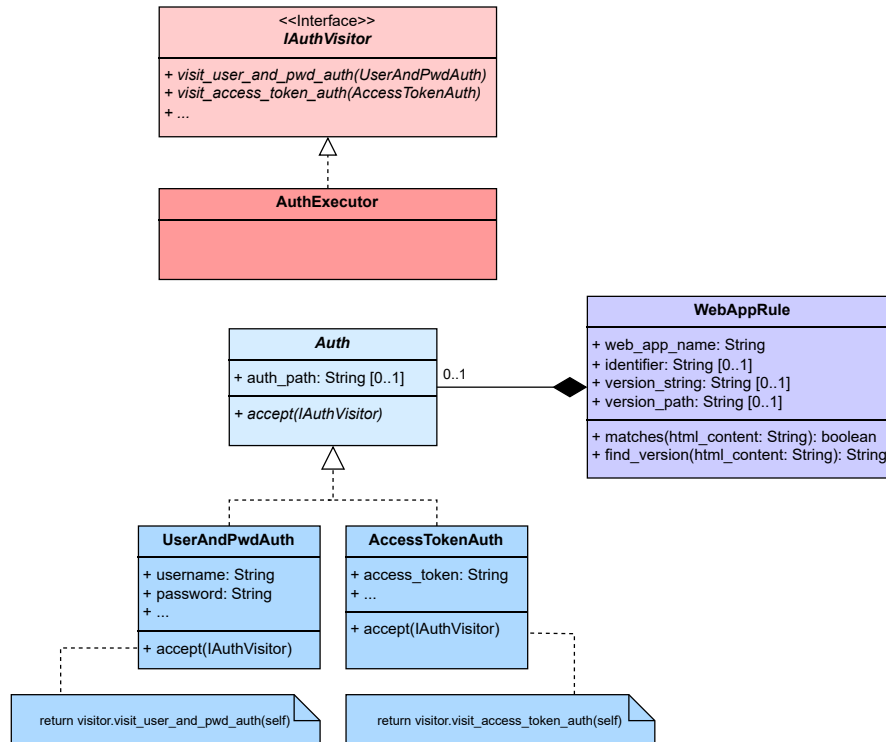 <<Interface>>
IAuthVisitor
+ visit_user_and_pwd_auth(UserAndPwdAuth)
+ visit_access_token_auth(AccessTokenAuth)
+ ...
AuthExecutor
WebAppRule
+ web_app_name: String
+ identifier: String [0..1]
+ version_string: String [0..1]
+ version_path: String [0..1]
+ matches(html_content: String): boolean
+ find_version(html_content: String): String
Auth
+ auth_path: String [0..1]
+ accept(IAuthVisitor)
0..1
UserAndPwdAuth
+ username: String
+ password: String
+ ...
+ accept(IAuthVisitor)
AccessTokenAuth
+ access_token: String
+ ...
+ accept(IAuthVisitor)
return visitor.visit_user_and_pwd_auth(self)
return visitor.visit_access_token_auth(self)